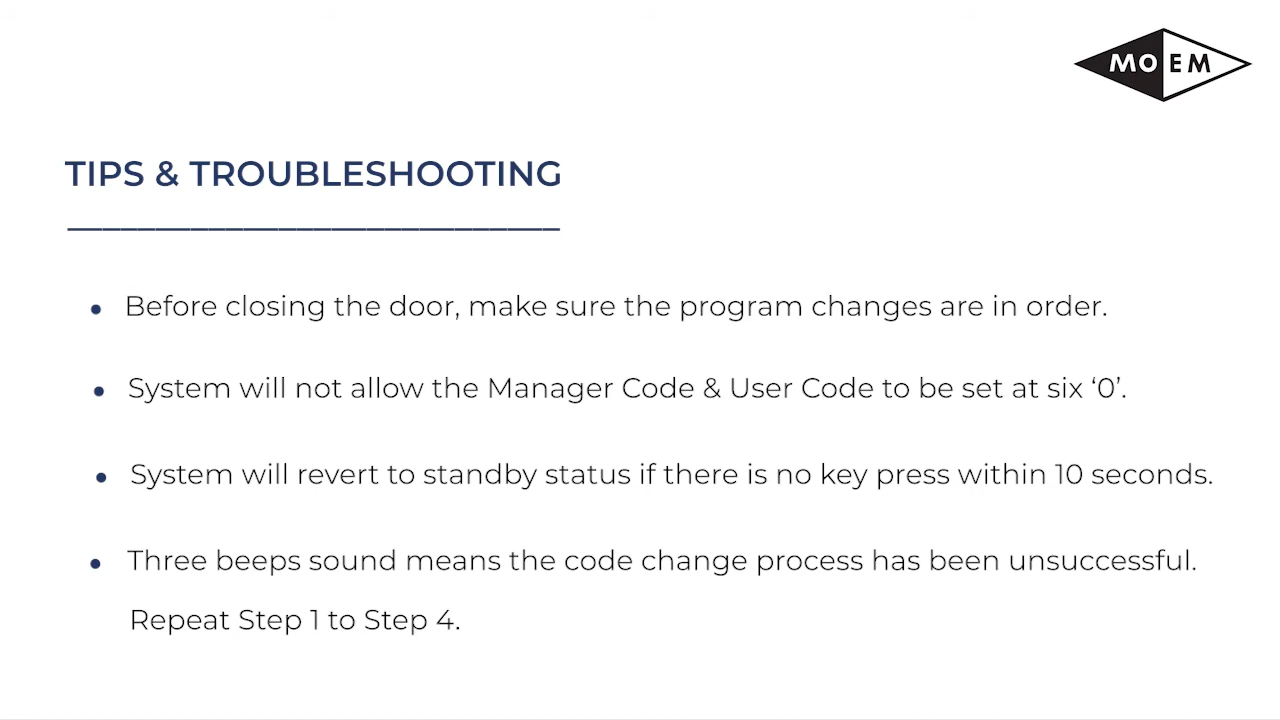 MOEM
TIPS & TROUBLESHOOTING
Before closing the door, make sure the program changes are in order.
System will not allow the Manager Code & User Code to be set at six ‘0’.
System will revert to standby status if there is no key press within 10 seconds.
Three beeps sound means the code change process has been unsuccessful.
Repeat Step 1 to Step 4.